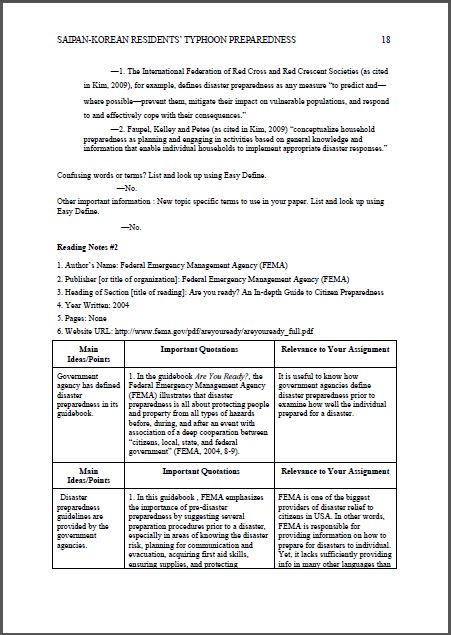 SAIPAN-KOREAN RESIDENTS' TYPHOON PREPAREDNESS 18
—1. The International Federation of Red Cross and Red Crescent Societies (as cited
in Kim, 2009), for example, defines disaster preparedness as any measure “to predict and—
where possible—prevent them, mitigate their impact on vulnerable populations, and respond
to and effectively cope with their consequences.”
—2. Faupel, Kelley and Petee (as cited in Kim, 2009) “conceptualize household
preparedness as planning and engaging in activities based on general knowledge and
information that enable individual households to implement appropriate disaster responses.”
Confusing words or terms? List and look up using Easy Define.
—No.
Other important information : New topic specific terms to use in your paper. List and look up using
Easy Define.
—No.
Reading Notes #2
1. Author's Name: Federal Emergency Management Agency (FEMA)
2. Publisher [or title of organization]: Federal Emergency Management Agency (FEMA)
3. Heading of Section [title of reading]: Are you ready? An In-depth Guide to Citizen Preparedness
4. Year Written: 2004
5. Pages: None
6. Website URL: http://www.fema.gov/pdf/areyouready/areyouready_full.pdf
Main
Ideas/Points
Important Quotations
Relevance to Your Assignment
Government
agency has defined
disaster
preparedness in its
guidebook.
1. In the guidebook Are You Ready?, the
Federal Emergency Management Agency
(FEMA) illustrates that disaster
preparedness is all about protecting people
and property from all types of hazards
before, during, and after an event with
association of a deep cooperation between
“citizens, local, state, and federal
government” (FEMA, 2004, 8-9).
It is useful to know how
government agencies define
disaster preparedness prior to
examine how well the individual
prepared for a disaster.
Main
Ideas/Points
Important Quotations
Relevance to Your Assignment
Disaster
preparedness
guidelines are
provided by the
government
agencies.
1. In this guidebook , FEMA emphasizes
the importance of pre-disaster
preparedness by suggesting several
preparation procedures prior to a disaster,
especially in areas of knowing the disaster
risk, planning for communication and
evacuation, acquiring first aid skills,
ensuring supplies, and protecting
FEMA is one of the biggest
providers of disaster relief to
citizens in USA. In other words,
FEMA is responsible for
providing information on how to
prepare for disasters to individual.
Yet, it lacks sufficiently providing
info in many other languages than